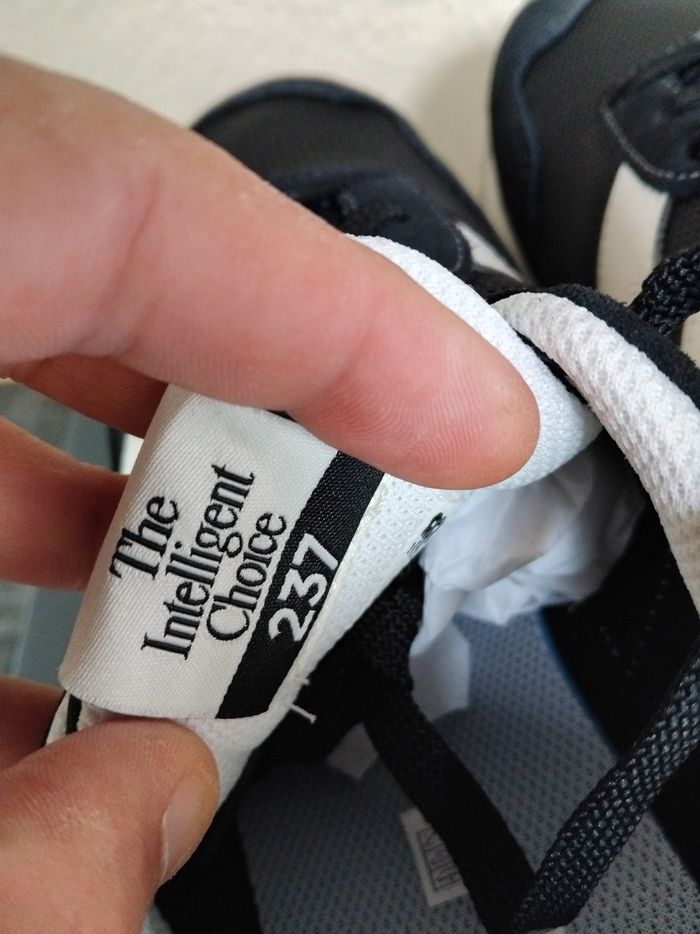 The
Intelligent
Choice
237